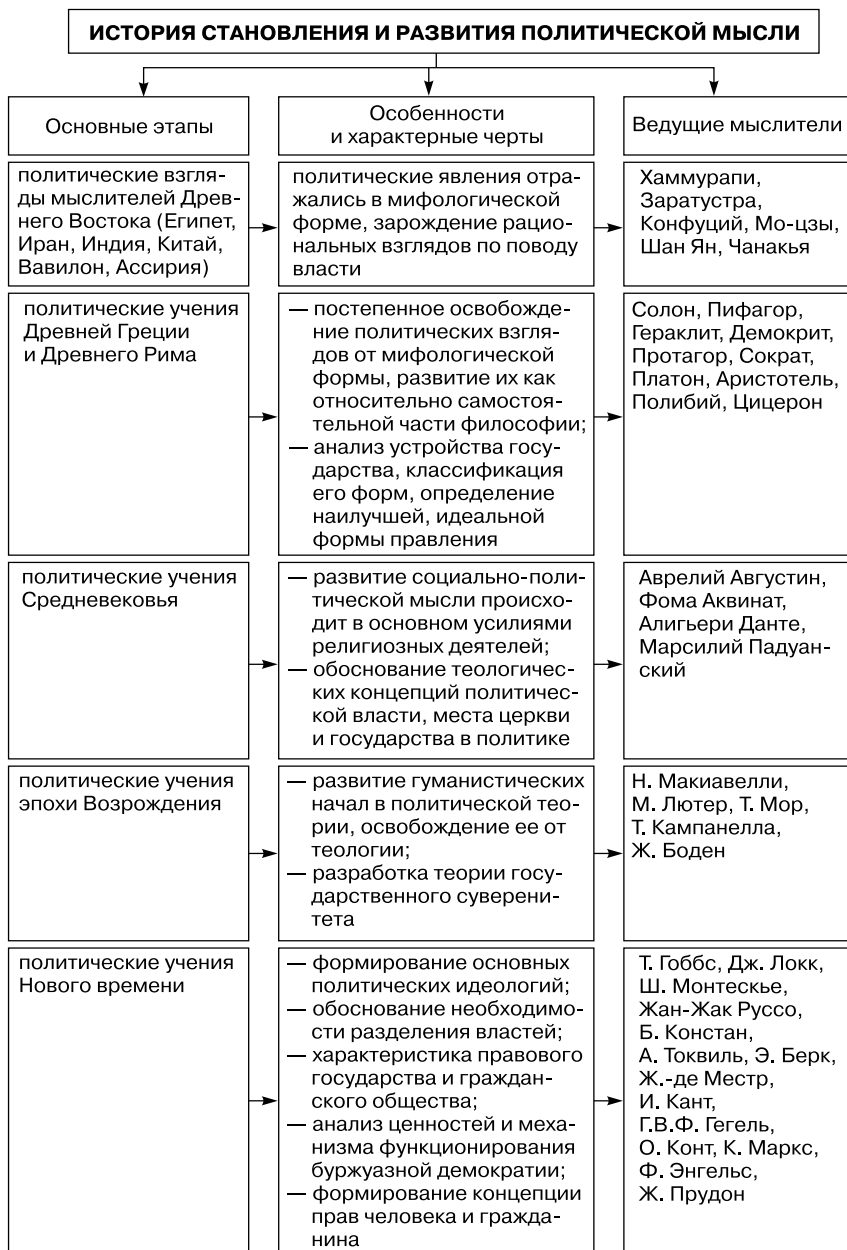 ИСТОРИЯ СТАНОВЛЕНИЯ И РАЗВИТИЯ ПОЛИТИЧЕСКОЙ МЫСЛИ
Основные этапы
Особенности
и характерные черты
Ведущие мыслители
политические взгля-
ды мыслителей Древ-
него Востока (Египет,
Иран, Индия, Китай,
Вавилон, Ассирия)
политические явления отра-
жались в мифологической
форме, зарождение рацио-
нальных взглядов по поводу
власти
Хаммурапи,
Заратустра,
Конфуций, Мо-цзы,
Шан Ян, Чанакья
политические учения
Древней Греции
и Древнего Рима
— постепенное освобожде-
ние политических взгля-
дов от мифологической
формы, развитие их как
относительно самостоя-
тельной части философии;
— анализ устройства госу-
дарства, классификация
его форм, определение
наилучшей, идеальной
формы правления
Солон, Пифагор,
Гераклит, Демокрит,
Протагор, Сократ,
Платон, Аристотель,
Полибий, Цицерон
политические учения
Средневековья
— развитие социально-поли-
тической мысли происхо-
дит в основном усилиями
религиозных деятелей;
— обоснование теологичес-
ких концепций политичес-
кой власти, места церкви
и государства в политике
Аврелий Августин,
Фома Аквинат,
Алигьери Данте,
Марсилий Падуан-
ский
политические учения
эпохи Возрождения
— развитие гуманистических
начал в политической тео-
рии, освобождение ее от
теологии;
— разработка теории госу-
дарственного суверени-
тета
Н. Макиавелли,
М. Лютер, Т. Мор,
Т. Кампанелла,
Ж. Боден
политические учения
Нового времени
— формирование основных
политических идеологий;
— обоснование необходимо-
сти разделения властей;
— характеристика правового
государства и граждан-
ского общества;
— анализ ценностей и меха-
низма функционирования
буржуазной демократии;
— формирование концепции
прав человека и гражда-
нина
Т. Гоббс, Дж. Локк,
Ш. Монтескье,
Жан-Жак Руссо,
Б. Констан,
А. Токвиль, Э. Берк,
Ж.-де Местр,
И. Кант,
Г.В.Ф. Гегель,
О. Конт, К. Маркс,
Ф. Энгельс,
Ж. Прудон